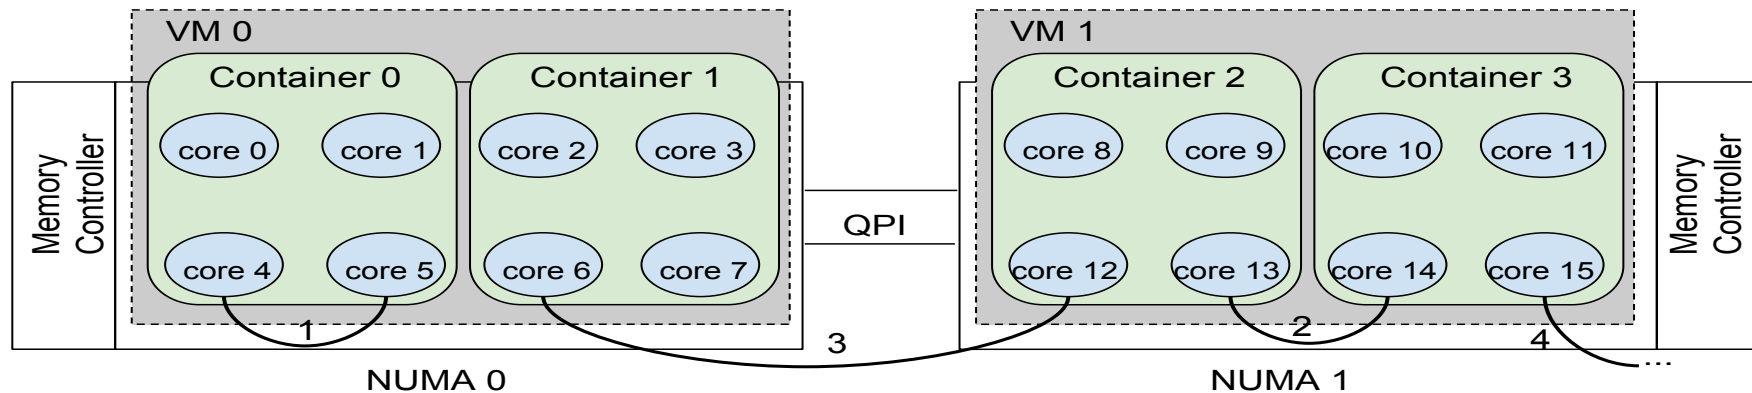 VM 0
VM 1
Container 0
Container 1
Container 2
Container 3
Memory
Controller
core 0
core 1
core 2
core 3
core 8
core 9
core 10
core 11
Memory
Controller
QPI
core 4
core 5
core 6
core 7
core 12
core 13
core 14
core 15
1
3
2
4
...
NUMA 0
NUMA 1